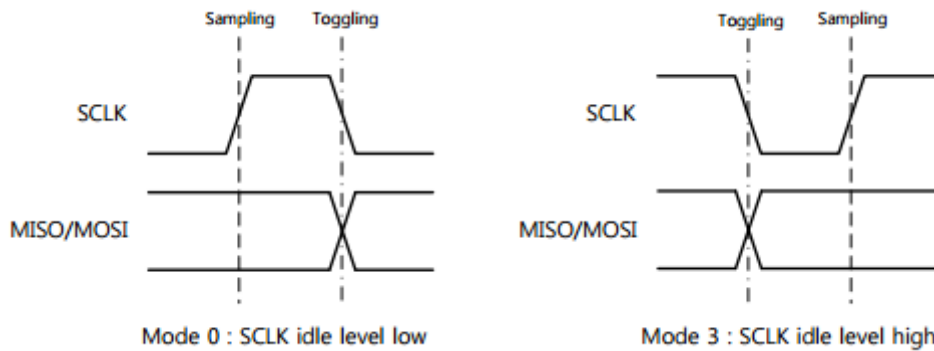 Sampling Toggling
SCLK
MISO/MOSI
Mode 0 : SCLK idle level low
Toggling Sampling
SCLK
MISO/MOSI
Mode 3 : SCLK idle level high